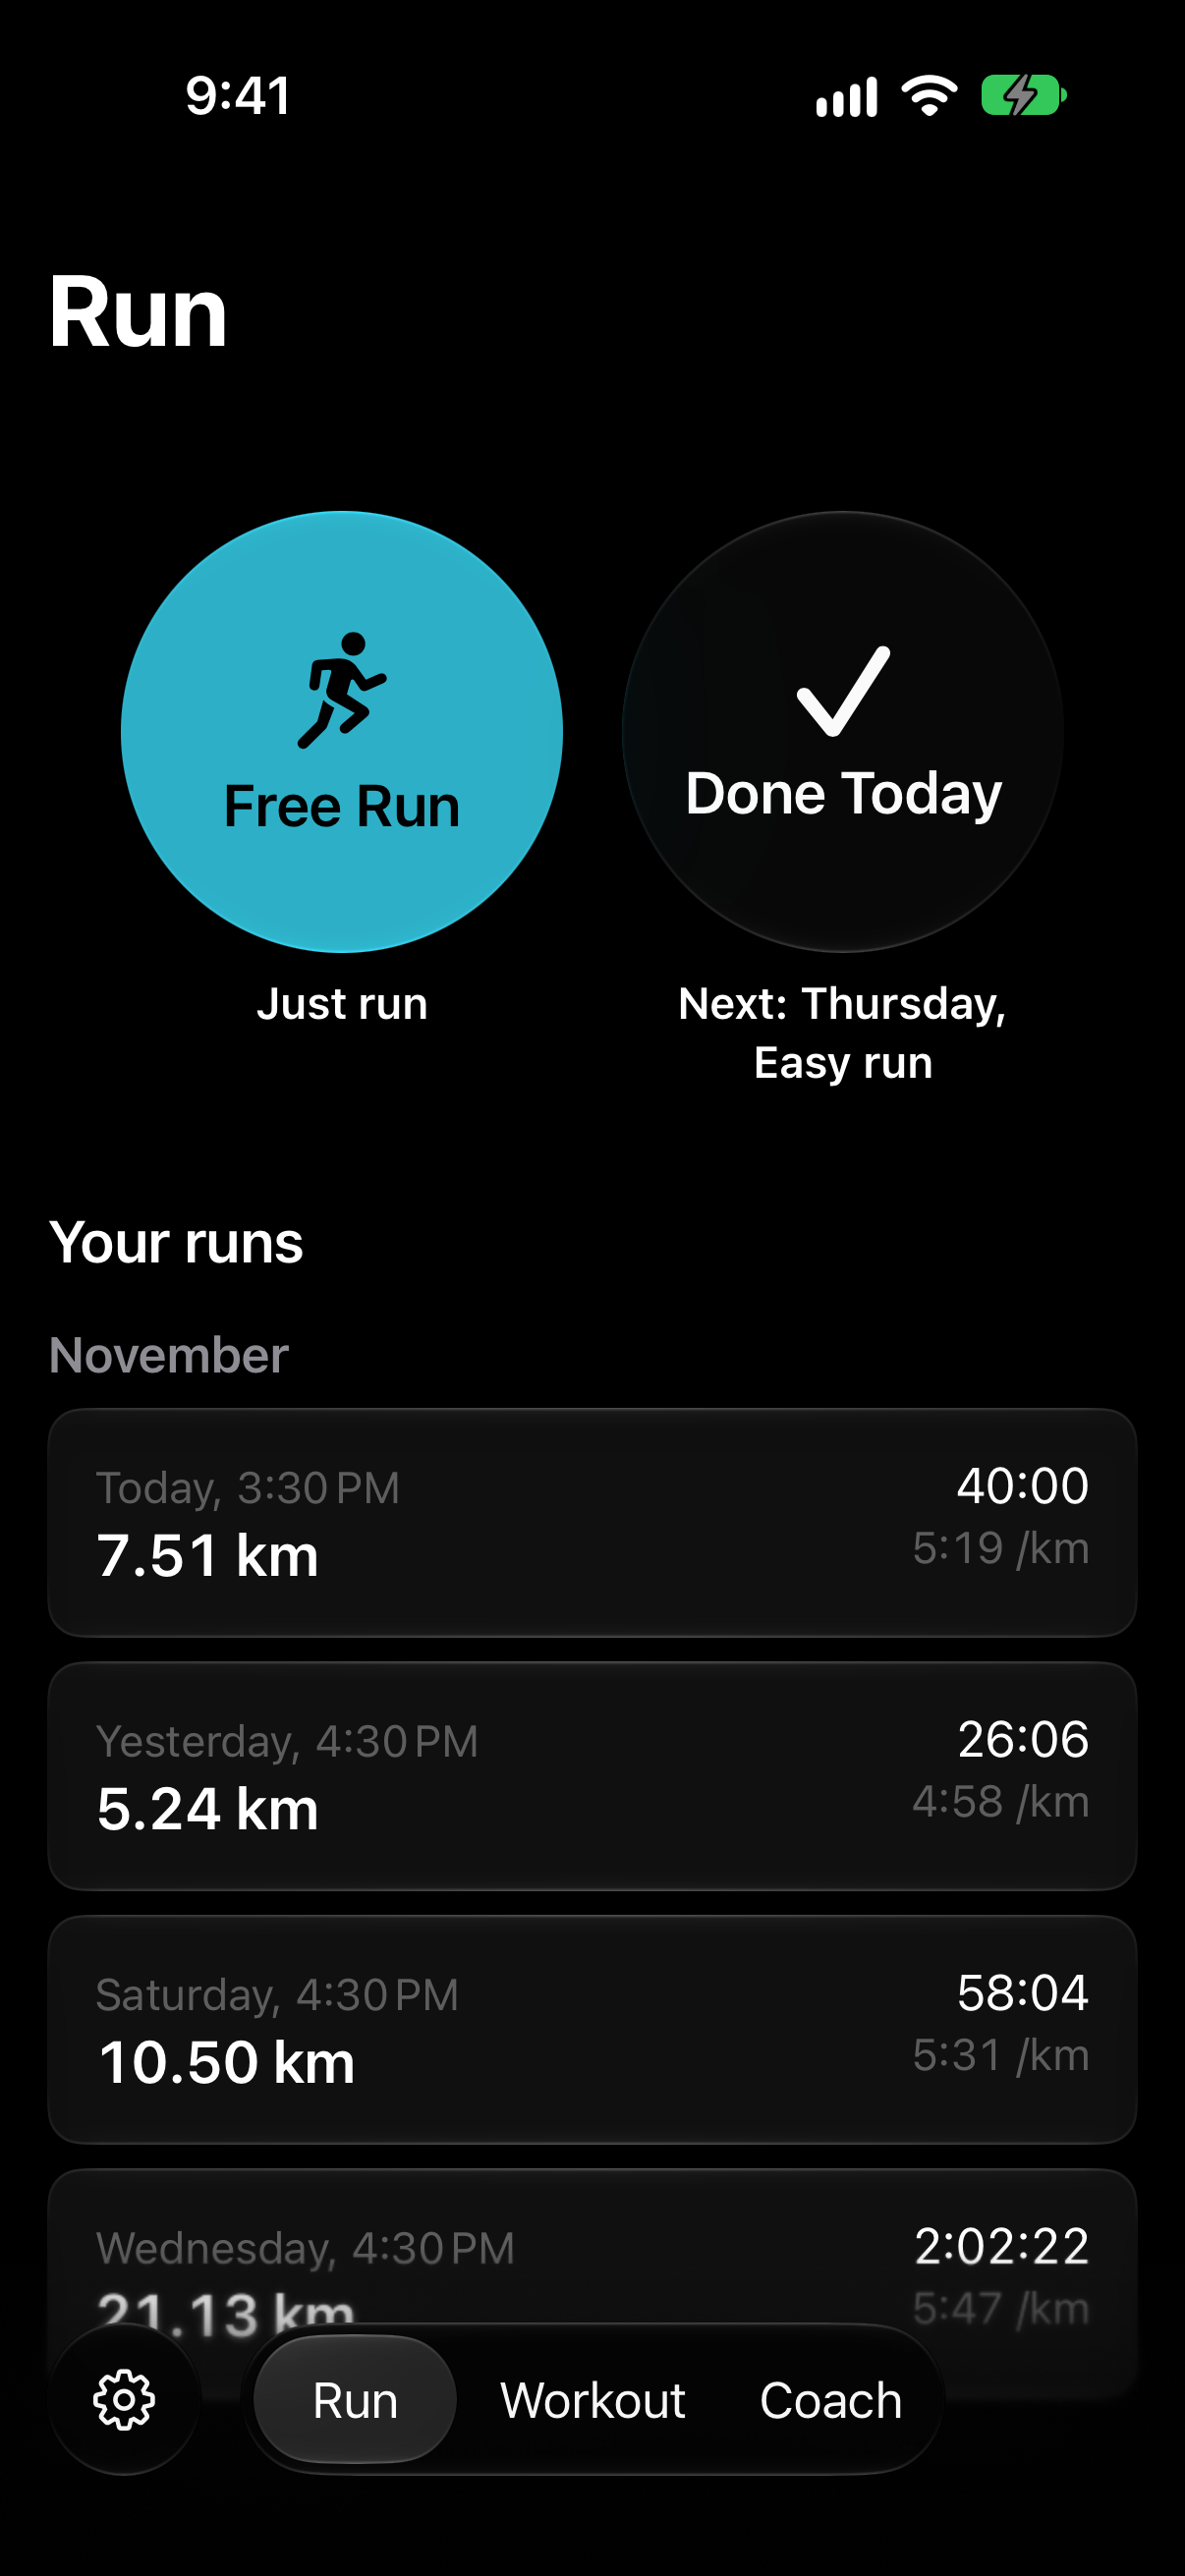 9:41
Run
Free Run
Done Today
Just run
Next: Thursday,
Easy run
Your runs
November
Today, 3:30 PM
40:00
7.51 km
5:19 /km
Yesterday, 4:30 PM
26:06
5.24 km
4:58 /km
Saturday, 4:30 PM
58:04
10.50 km
5:31 /km
Wednesday, 4:30 PM
2:02:22
21.13 km
5:47 /km
Run
Workout
Coach